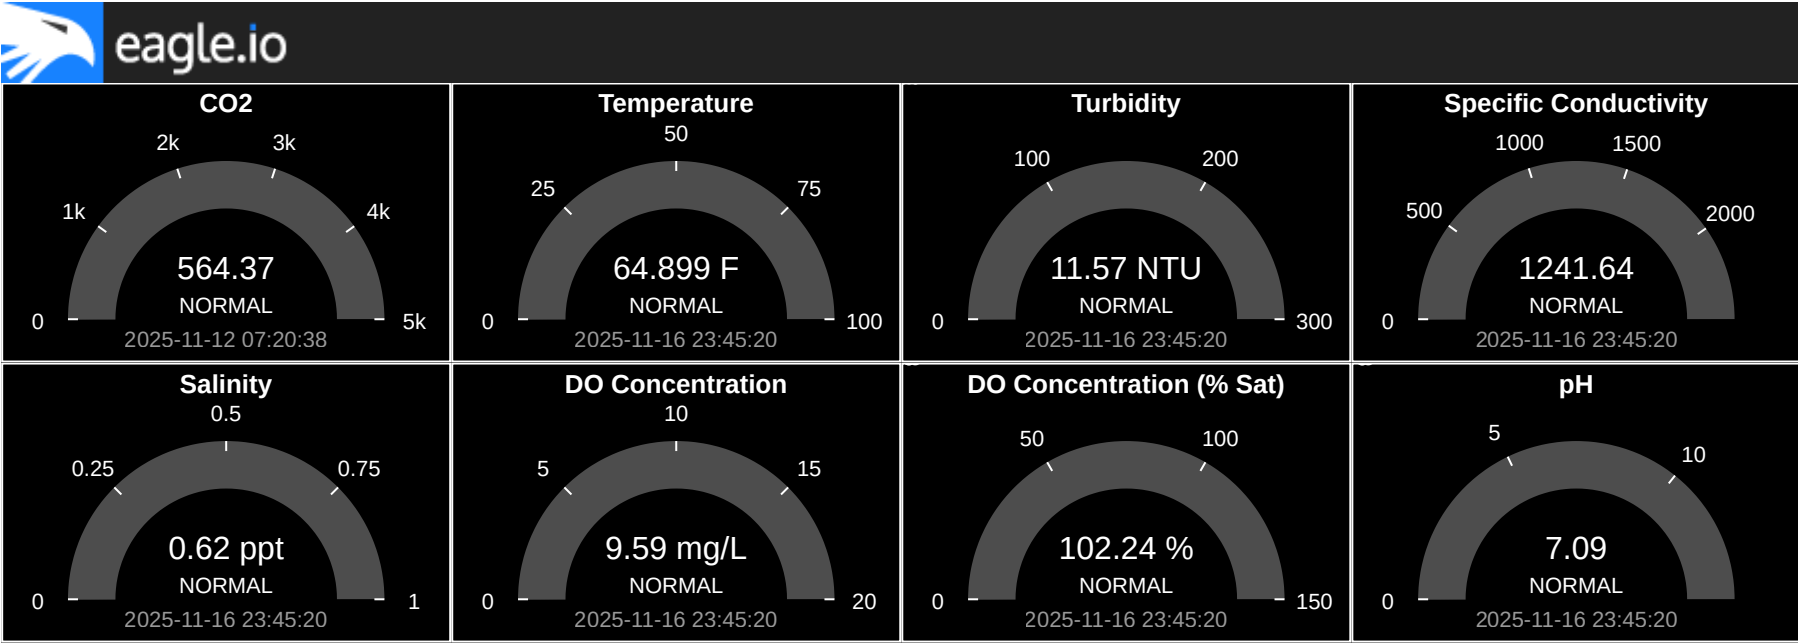 eagle.io
CO2
0
1k
2k
3k
4k
5k
564.37
NORMAL
2025-11-12 07:20:38
Temperature
0
25
50
75
100
64.899 F
NORMAL
2025-11-16 23:45:20
Turbidity
0
100
200
300
11.57 NTU
NORMAL
2025-11-16 23:45:20
Specific Conductivity
0
500
1000
1500
2000
1241.64
NORMAL
2025-11-16 23:45:20
Salinity
0
0.25
0.5
0.75
1
0.62 ppt
NORMAL
2025-11-16 23:45:20
DO Concentration
0
5
10
15
20
9.59 mg/L
NORMAL
2025-11-16 23:45:20
DO Concentration (% Sat)
0
50
100
150
102.24 %
NORMAL
2025-11-16 23:45:20
pH
0
5
10
7.09
NORMAL
2025-11-16 23:45:20